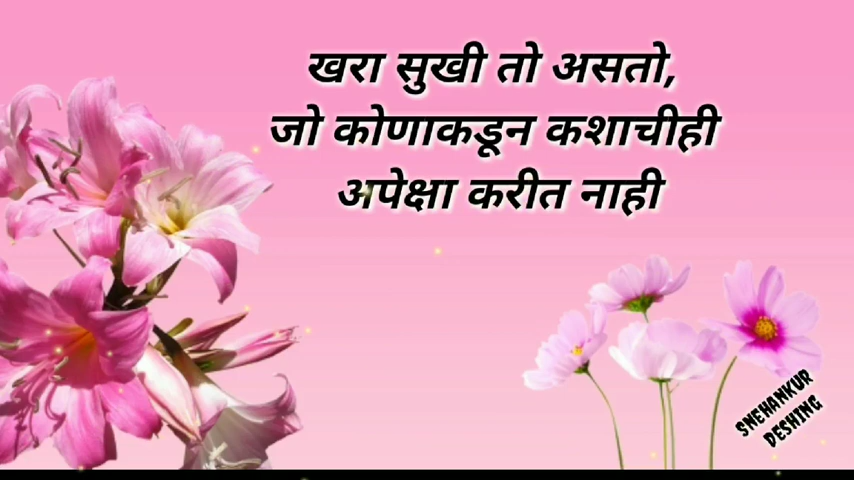 खरा सुखी तो असतो,
जो कोणाकडून कशाचीही
अपेक्षा करीत नाही
SNEHANKUR
DESHING